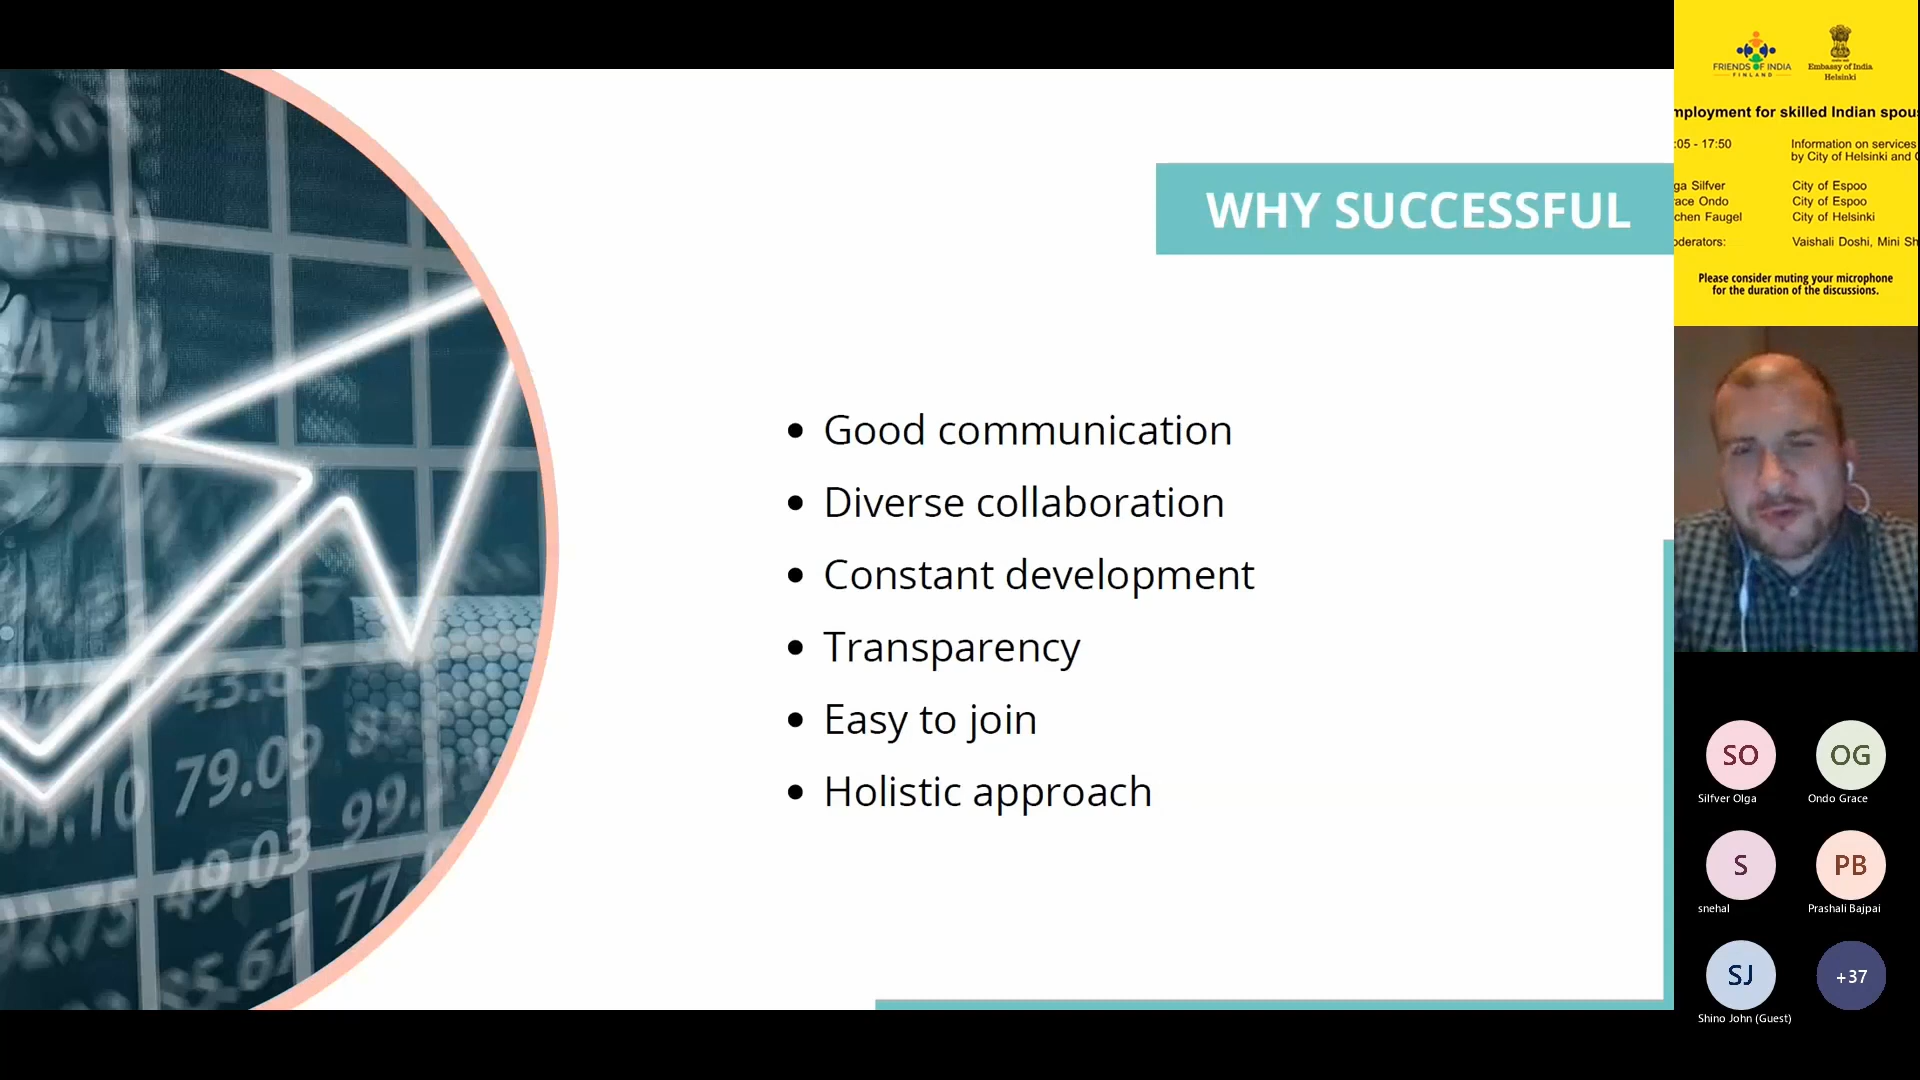 WHY SUCCESSFUL
Good communication
Diverse collaboration
Constant development
Transparency
Easy to join
Holistic approach
79.09
49.03
FRIENDS OF INDIA
FINLAND
Embassy of India
Helsinki
mployment for skilled Indian spou
:05 - 17:50
Information on services
by City of Helsinki and
ga Silfver
City of Espoo
ace Ondo
City of Espoo
chen Faugel
City of Helsinki
oderators:
Vaishali Doshi, Mini Sh
Please consider muting your microphone
for the duration of the discussions.
SO
OG
Silfver Olga
Ondo Grace
S
PB
snehal
Prashali Bajpai
SJ
+37
Shino John (Guest)